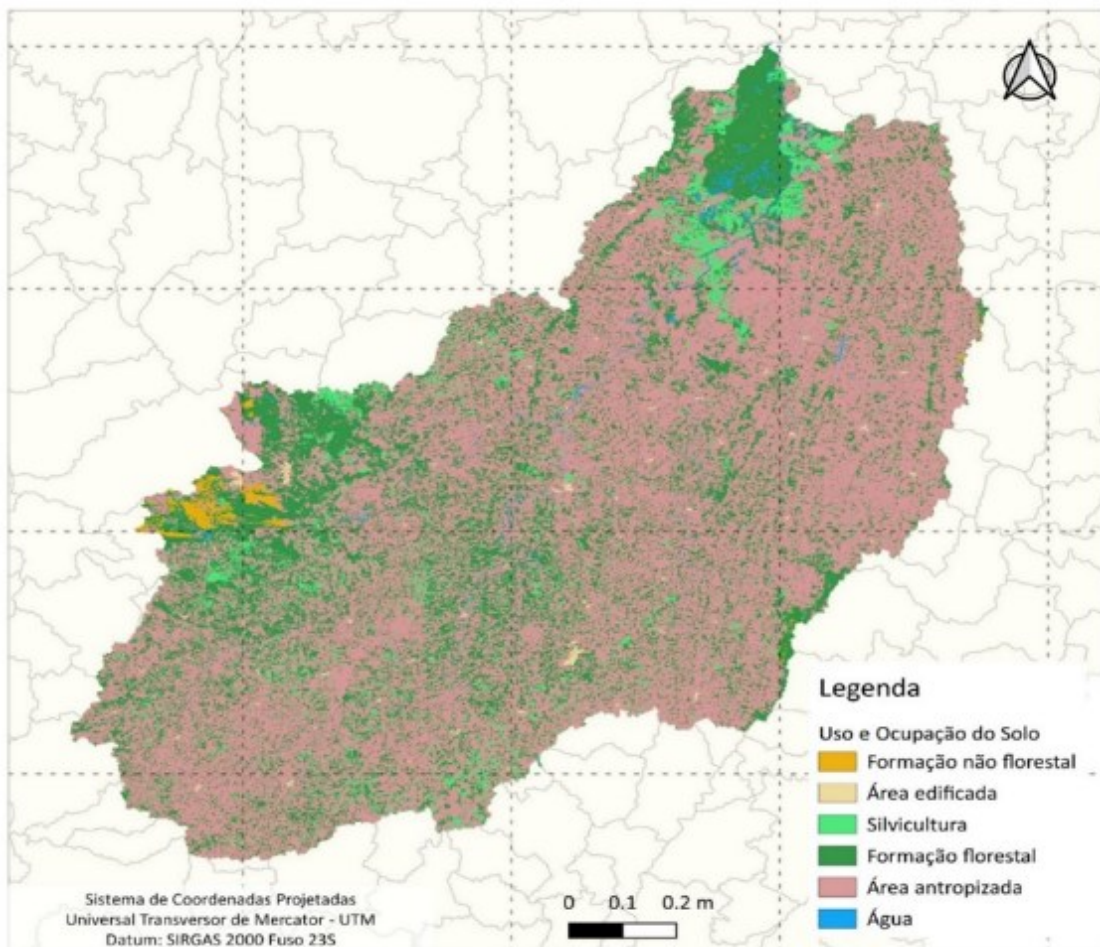 Legenda
Uso e Ocupação do Solo
Formação não florestal
Área edificada
Silvicultura
Formação florestal
Área antropizada
Água
Sistema de Coordenadas Projetadas
Universal Transversor de Mercator - UTM
Datum: SIRGAS 2000 Fuso 23S
0 0.1 0.2 m